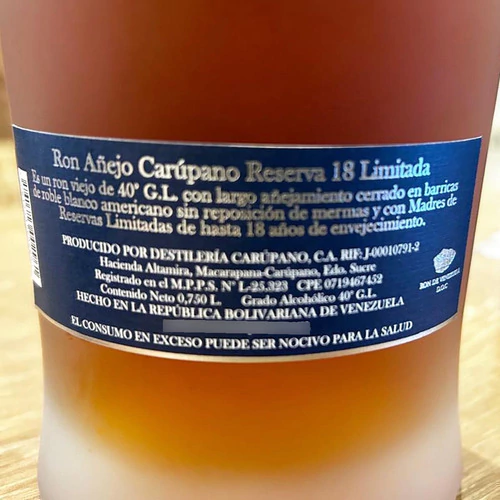 Ron Añejo Carúpano Reserva 18 Limitada
Es un ron viejo de 40° G.L. con largo añejamiento cerrado en barricas
de roble blanco americano sin reposición de mermas y con Madres de
Reservas Limitadas de hasta 18 años de envejecimiento.
PRODUCIDO POR DESTILERÍA CARÚPANO, C.A. RIF: J-00010791-2
Hacienda Altamira, Macarapana-Carúpano, Edo. Sucre
Registrado en el M.P.P.S. N° L-25.323 CPE 0719467452
Contenido Neto 0,750 L. Grado Alcohólico 40° G.L.
HECHO EN LA REPÚBLICA BOLIVARIANA DE VENEZUELA
EL CONSUMO EN EXCESO PUEDE SER NOCIVO PARA LA SALUD
RON DE VENEZUELA
D.O.C